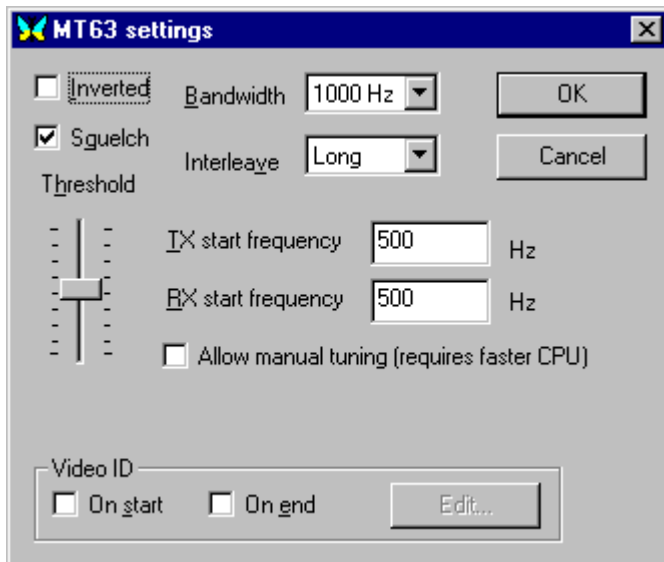 MT63 settings
Inverted
Bandwidth
1000 Hz
OK
Squelch
Interleave
Long
Cancel
Threshold
TX start frequency
500
Hz
RX start frequency
500
Hz
Allow manual tuning (requires faster CPU)
Video ID
On start
On end
Edit...